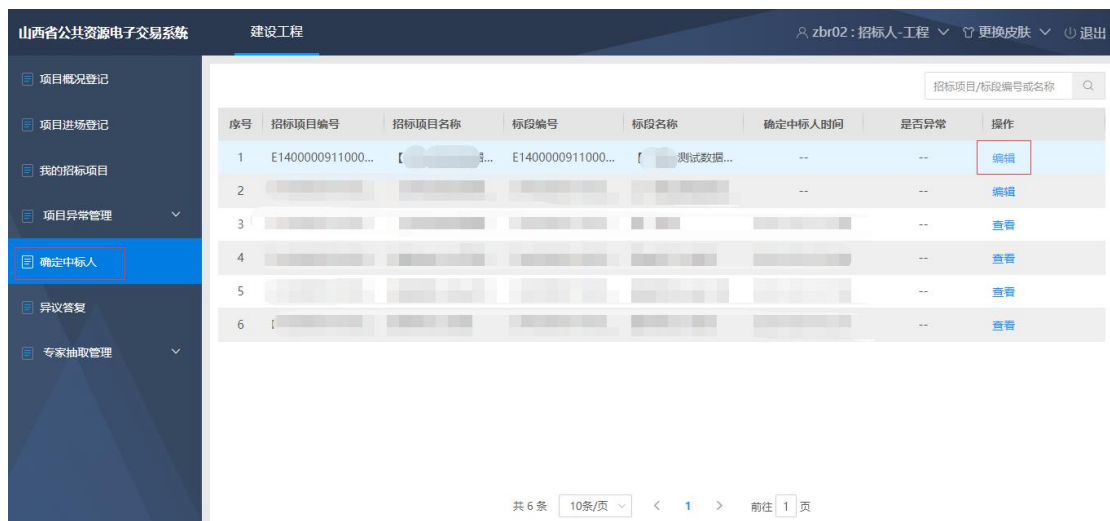 山西省公共资源电子交易系统 建设工程 zbr02 : 招标人-工程 更换皮肤 退出
项目概况登记
项目进场登记
我的招标项目
项目异常管理
确定中标人
异议答复
专家抽取管理
招标项目/标段编号或名称
序号 招标项目编号 招标项目名称 标段编号 标段名称 确定中标人时间 是否异常 操作
1 E1400000911000... 【 ... E1400000911000... 【 测试数据... -- -- 编辑
2 -- -- 编辑
3 -- 查看
4 -- 查看
5 -- 查看
6 -- 查看
共 6 条 10条/页 < 1 > 前往 1 页